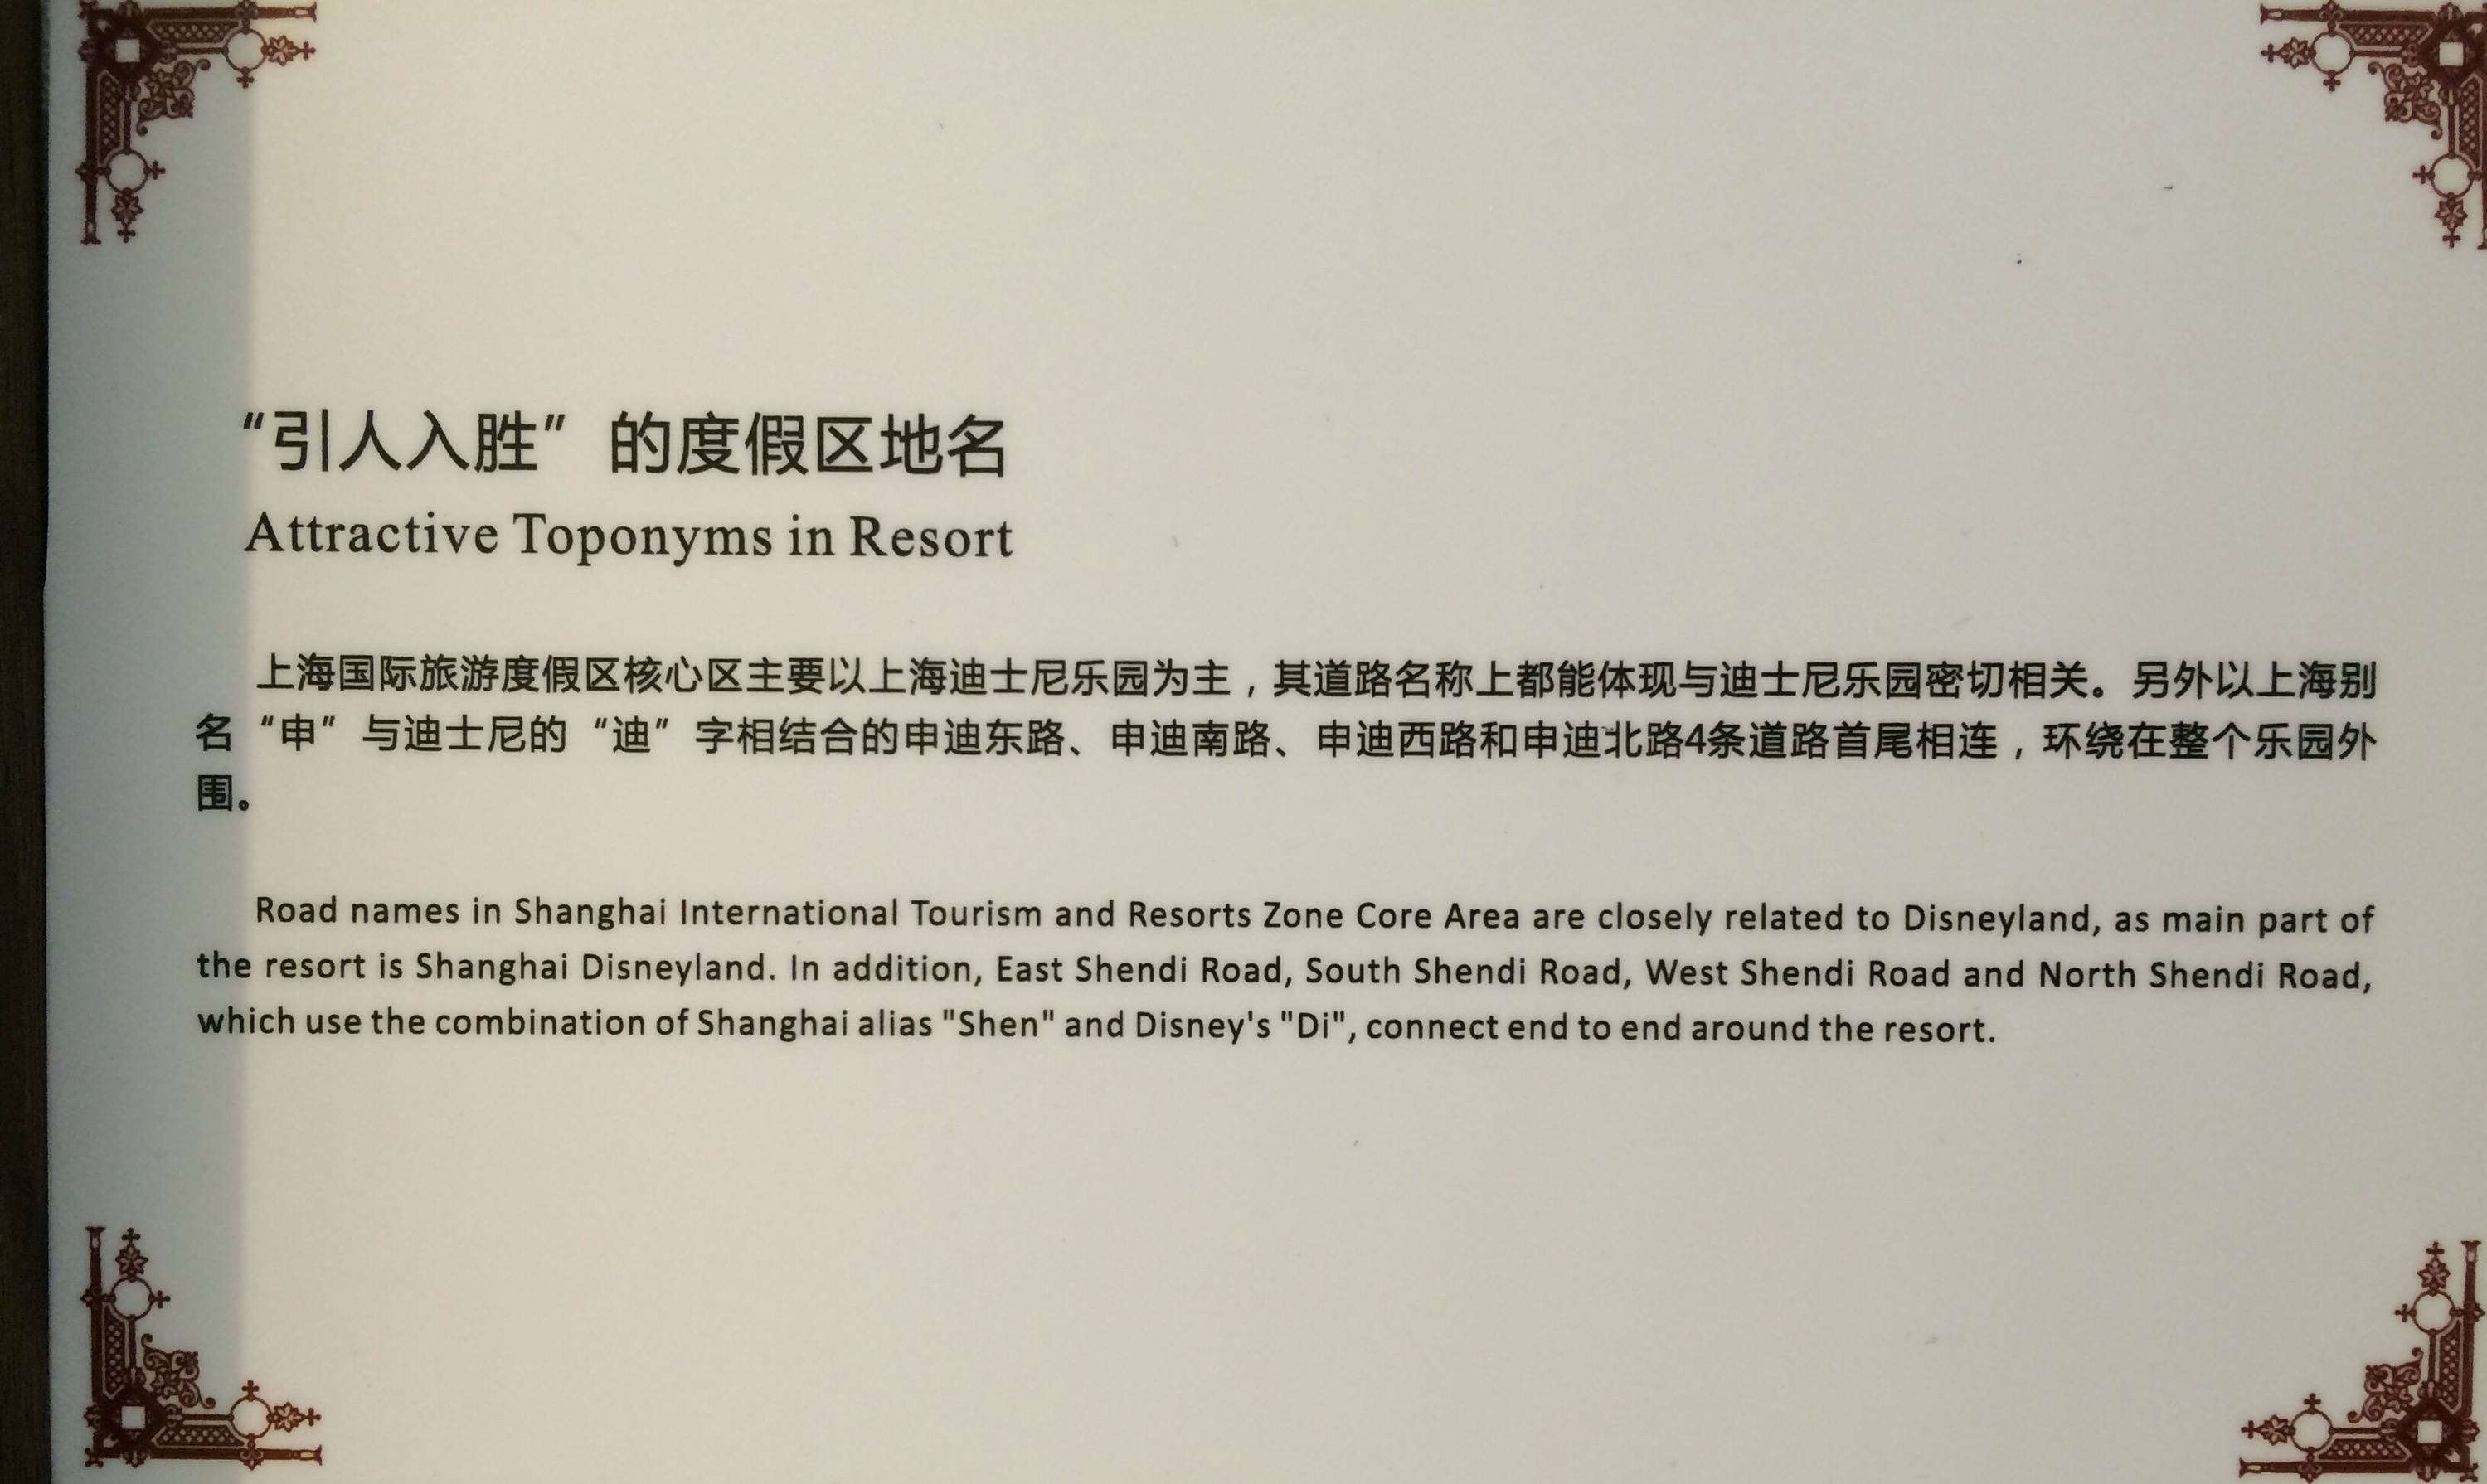 “引人入胜”的度假区地名
Attractive Toponyms in Resort
上海国际旅游度假区核心区主要以上海迪士尼乐园为主，其道路名称上都能体现与迪士尼乐园密切相关。另外以上海别
名“申”与迪士尼的“迪”字相结合的申迪东路、申迪南路、申迪西路和申迪北路4条道路首尾相连，环绕在整个乐园外
围。
Road names in Shanghai International Tourism and Resorts Zone Core Area are closely related to Disneyland, as main part of
the resort is Shanghai Disneyland. In addition, East Shendi Road, South Shendi Road, West Shendi Road and North Shendi Road,
which use the combination of Shanghai alias "Shen" and Disney's "Di", connect end to end around the resort.